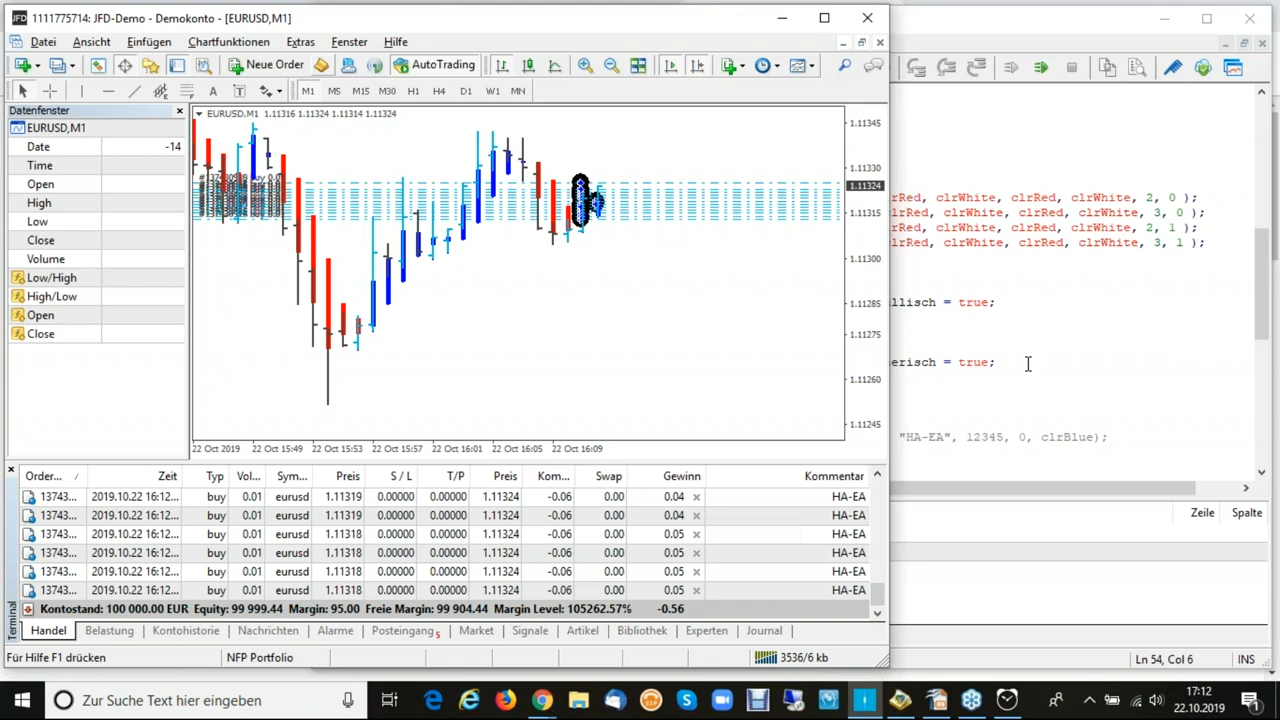 JFD 1111775714: JFD-Demo - Demokonto - [EURUSD,M1]
Datei Ansicht Einfügen Chartfunktionen Extras Fenster Hilfe
New Order AutoTrading
A T M1 M5 M15 M30 H1 H4 D1 W1 MN
Datenfenster
EURUSD,M1
Date -14
Time
Open
High
Low
Close
Volume
Low/High
High/Low
Open
Close
EURUSD,M1 1.11316 1.11324 1.11314 1.11324
1.11345
1.11330
1.11324
1.11315
1.11300
1.11285
1.11275
1.11260
1.11245
22 Oct 2019 22 Oct 15:49 22 Oct 15:53 22 Oct 15:57 22 Oct 16:01 22 Oct 16:05 22 Oct 16:09
Order... Zeit Typ Vol... Sym... Preis S / L T/P Preis Kom... Swap Gewinn Kommentar
13743... 2019.10.22 16:12... buy 0.01 eurusd 1.11319 0.00000 0.00000 1.11324 -0.06 0.00 0.04 HA-EA
13743... 2019.10.22 16:12... buy 0.01 eurusd 1.11319 0.00000 0.00000 1.11324 -0.06 0.00 0.04 HA-EA
13743... 2019.10.22 16:12... buy 0.01 eurusd 1.11318 0.00000 0.00000 1.11324 -0.06 0.00 0.05 HA-EA
13743... 2019.10.22 16:12... buy 0.01 eurusd 1.11318 0.00000 0.00000 1.11324 -0.06 0.00 0.05 HA-EA
13743... 2019.10.22 16:12... buy 0.01 eurusd 1.11318 0.00000 0.00000 1.11324 -0.06 0.00 0.05 HA-EA
13743... 2019.10.22 16:12... buy 0.01 eurusd 1.11318 0.00000 0.00000 1.11324 -0.06 0.00 0.05 HA-EA
Kontostand: 100 000.00 EUR Equity: 99 999.44 Margin: 95.00 Freie Margin: 99 904.44 Margin Level: 105262.57% -0.56
Terminal
Handel Belastung Kontohistorie Nachrichten Alarme Posteingang 5 Market Signale Artikel Bibliothek Experten Journal
Für Hilfe F1 drücken NFP Portfolio 3536/6 kb
lrRed, clrWhite, clrRed, clrWhite, 2, 0 );
lrRed, clrWhite, clrRed, clrWhite, 3, 0 );
lrRed, clrWhite, clrRed, clrWhite, 2, 1 );
lrRed, clrWhite, clrRed, clrWhite, 3, 1 );
llisch = true;
erisch = true;
"HA-EA", 12345, 0, clrBlue);
Zeile Spalte
Ln 54, Col 6 INS
Zur Suche Text hier eingeben
17:12
22.10.2019